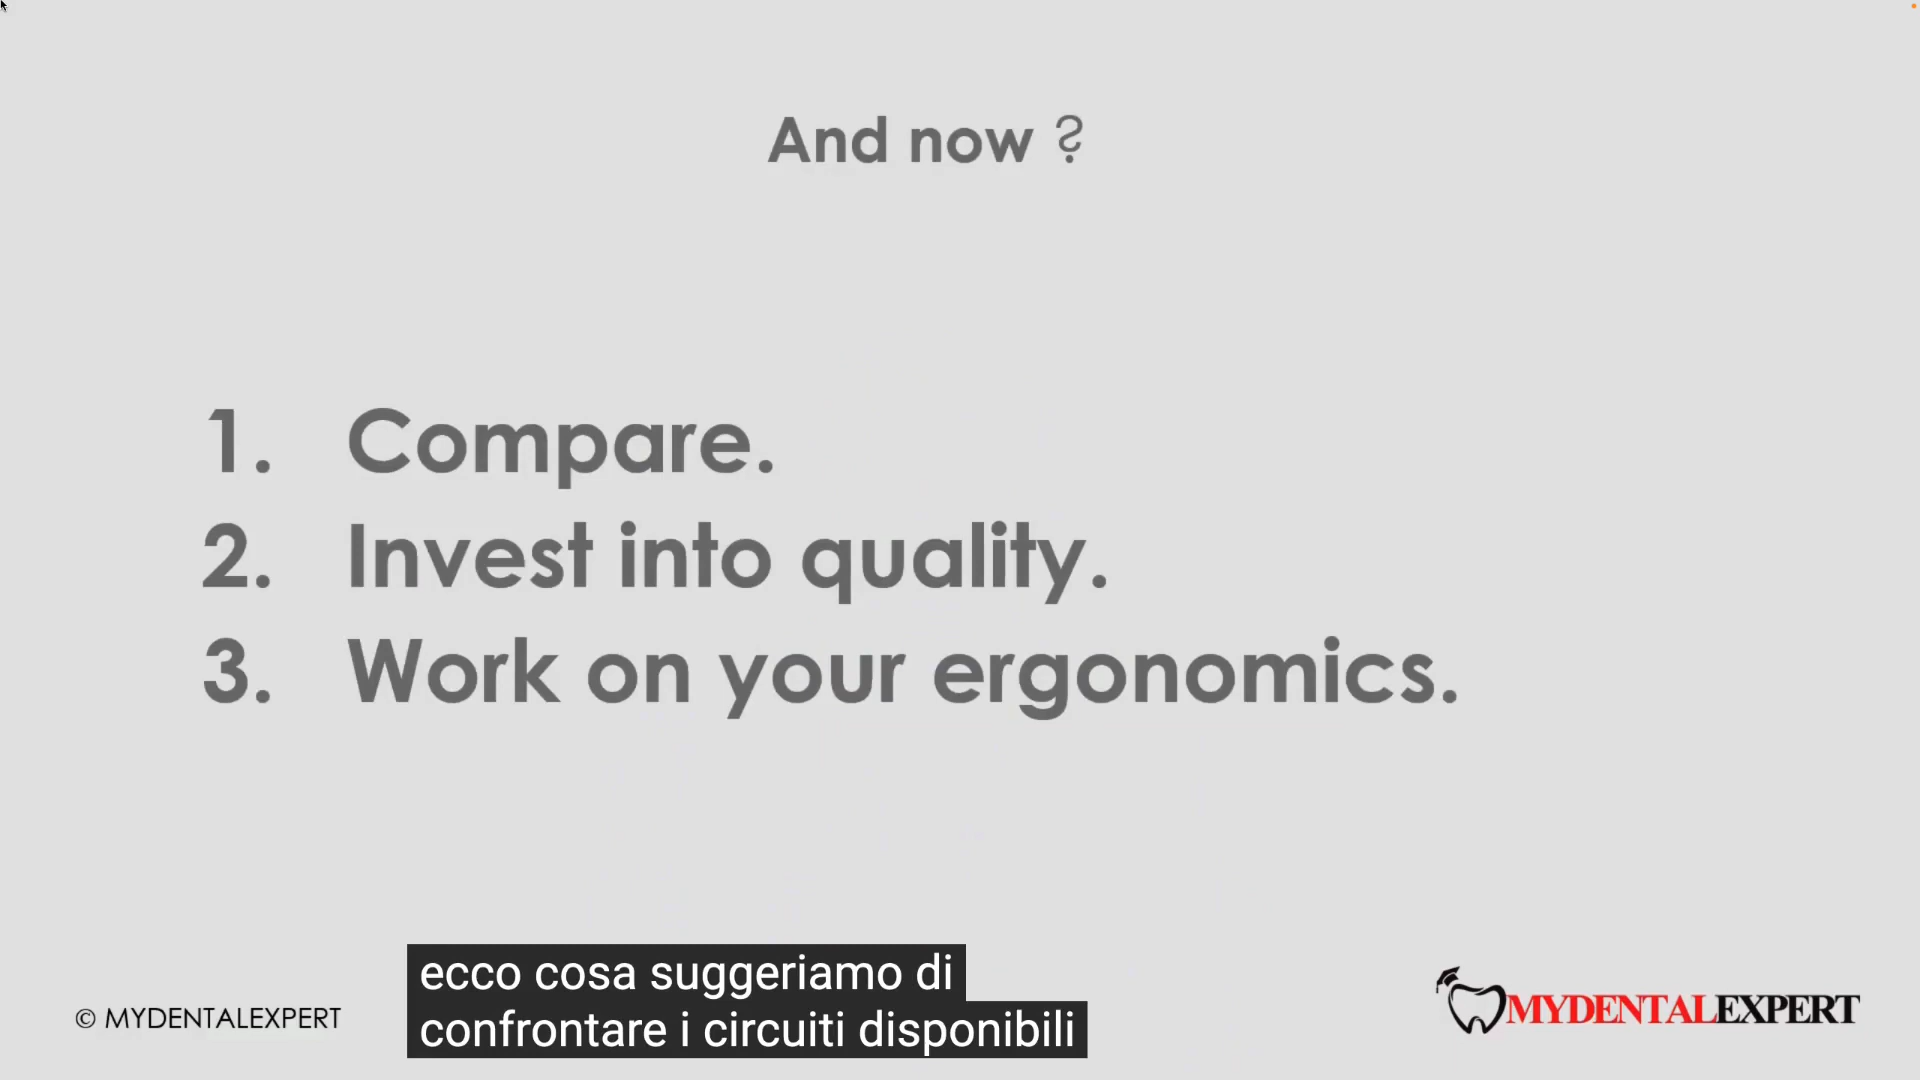 And now ?
1. Compare.
2. Invest into quality.
3. Work on your ergonomics.
ecco cosa suggeriamo di
confrontare i circuiti disponibili
© MYDENTALEXPERT
MYDENTALEXPERT